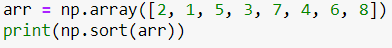 arr = np.array([2, 1, 5, 3, 7, 4, 6, 8])
print(np.sort(arr))